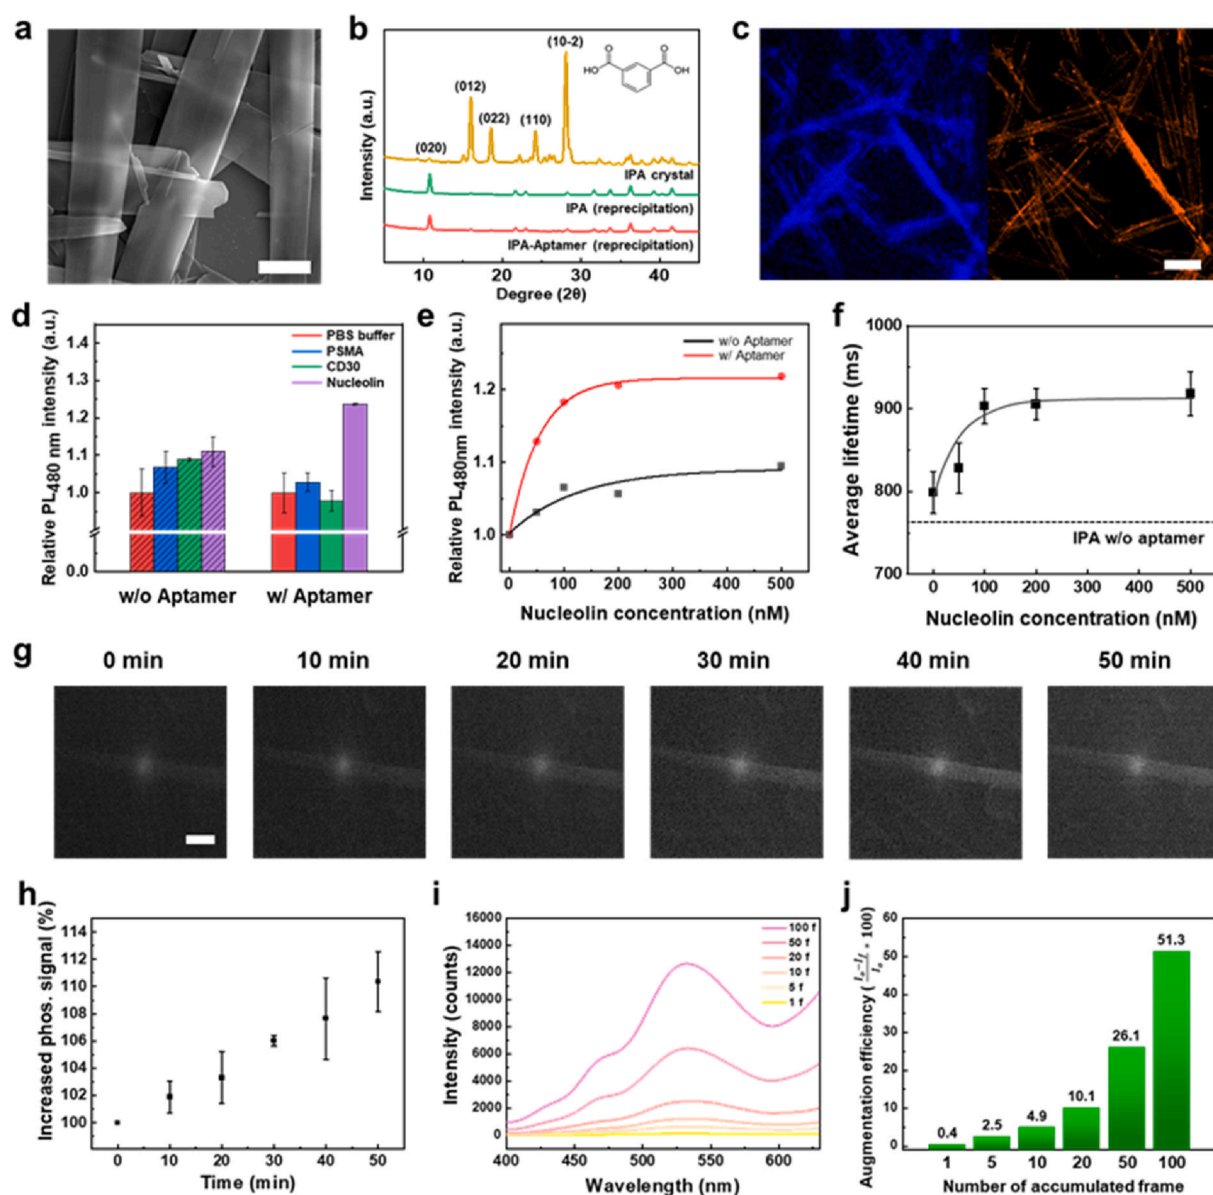 a
b
c
Intensity (a.u.)
(10-2)
(012)
(022)
(110)
(020)
O
O
HO
OH
IPA crystal
IPA (reprecipitation)
IPA-Aptamer (reprecipitation)
10
20
30
40
Degree (2θ)
d
Relative PL480 nm intensity (a.u.)
1.4
1.3
1.2
1.1
1.0
0.0
PBS buffer
PSMA
CD30
Nucleolin
w/o Aptamer
w/ Aptamer
e
Relative PL480nm intensity (a.u.)
1.2
1.1
1.0
w/o Aptamer
w/ Aptamer
0
100
200
300
400
500
Nucleolin concentration (nM)
f
Average lifetime (ms)
1000
900
800
700
IPA w/o aptamer
0
100
200
300
400
500
Nucleolin concentration (nM)
g
0 min
10 min
20 min
30 min
40 min
50 min
h
Increased phos. signal (%)
114
112
110
108
106
104
102
100
0
10
20
30
40
50
Time (min)
i
Intensity (counts)
16000
14000
12000
10000
8000
6000
4000
2000
0
100 f
50 f
20 f
10 f
5 f
1 f
400
450
500
550
600
Wavelength (nm)
j
60
50
40
30
20
10
0
0.4
2.5
4.9
10.1
26.1
51.3
1
5
10
20
50
100
Augmentation efficiency
Number of accumulated frame